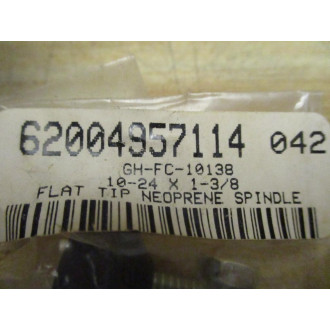 62004957114 042
GH-FC-10138
10-24 X 1-3/8
FLAT TIP NEOPRENE SPINDLE